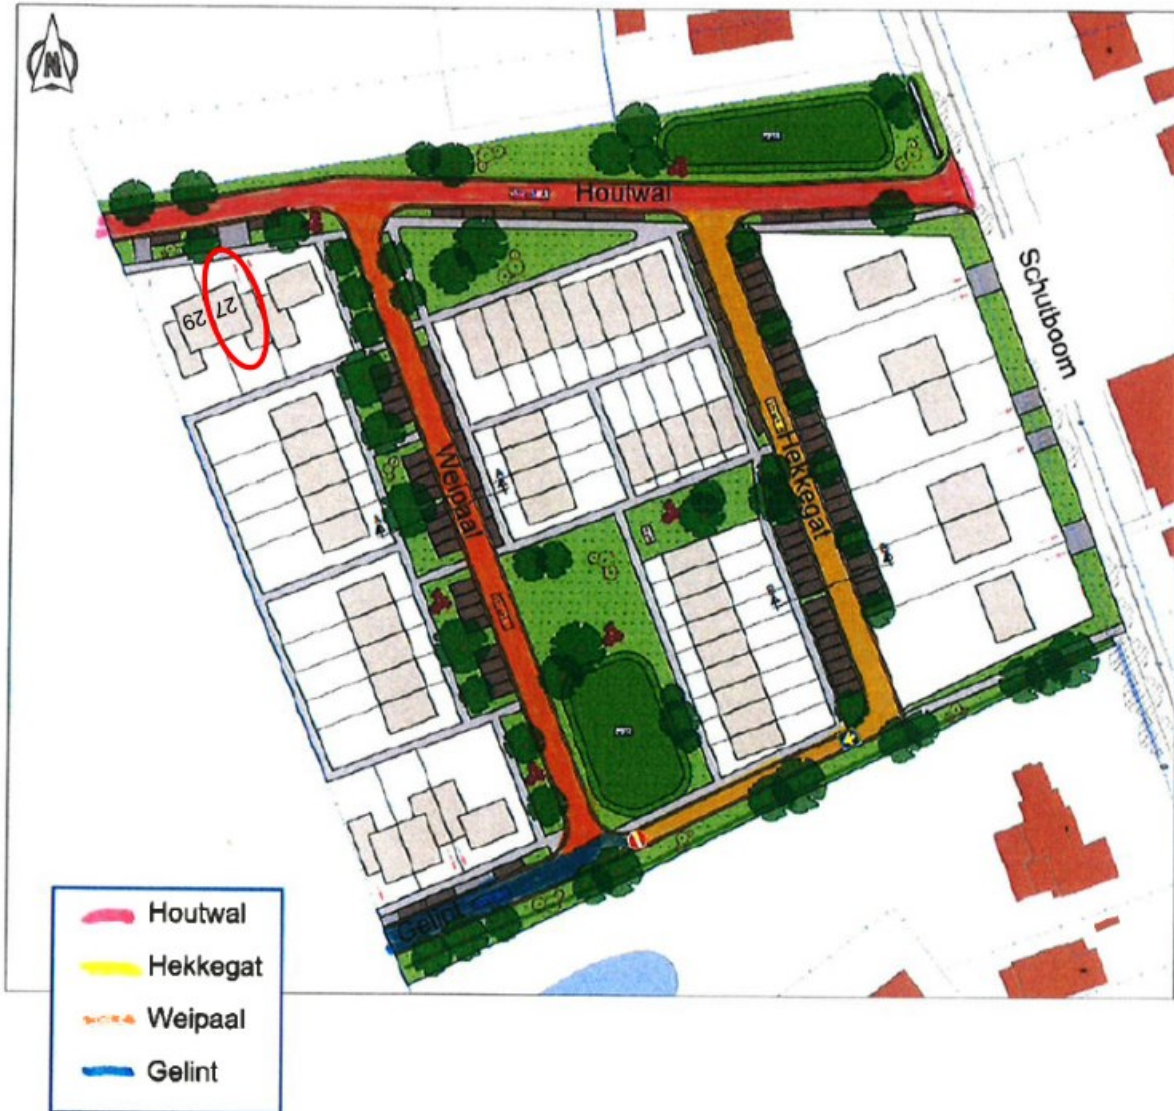 N
Houtwal
Schutboom
27
29
Weipaal
Hekkegat
Gelint
Houtwal
Hekkegat
Weipaal
Gelint